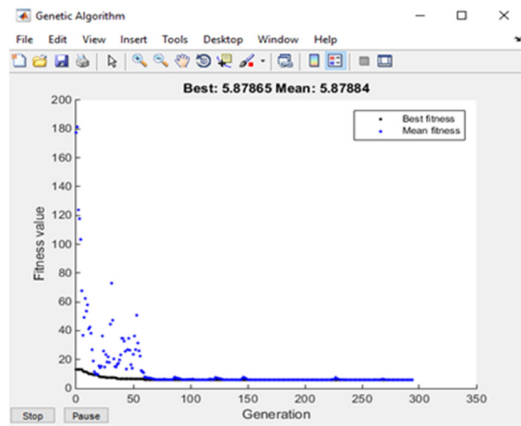 Genetic Algorithm
File Edit View Insert Tools Desktop Window Help
Best: 5.87865 Mean: 5.87884
Best fitness
Mean fitness
Fitness value
200
180
160
140
120
100
80
60
40
20
0
0 50 100 150 200 250 300 350
Generation
Stop Pause